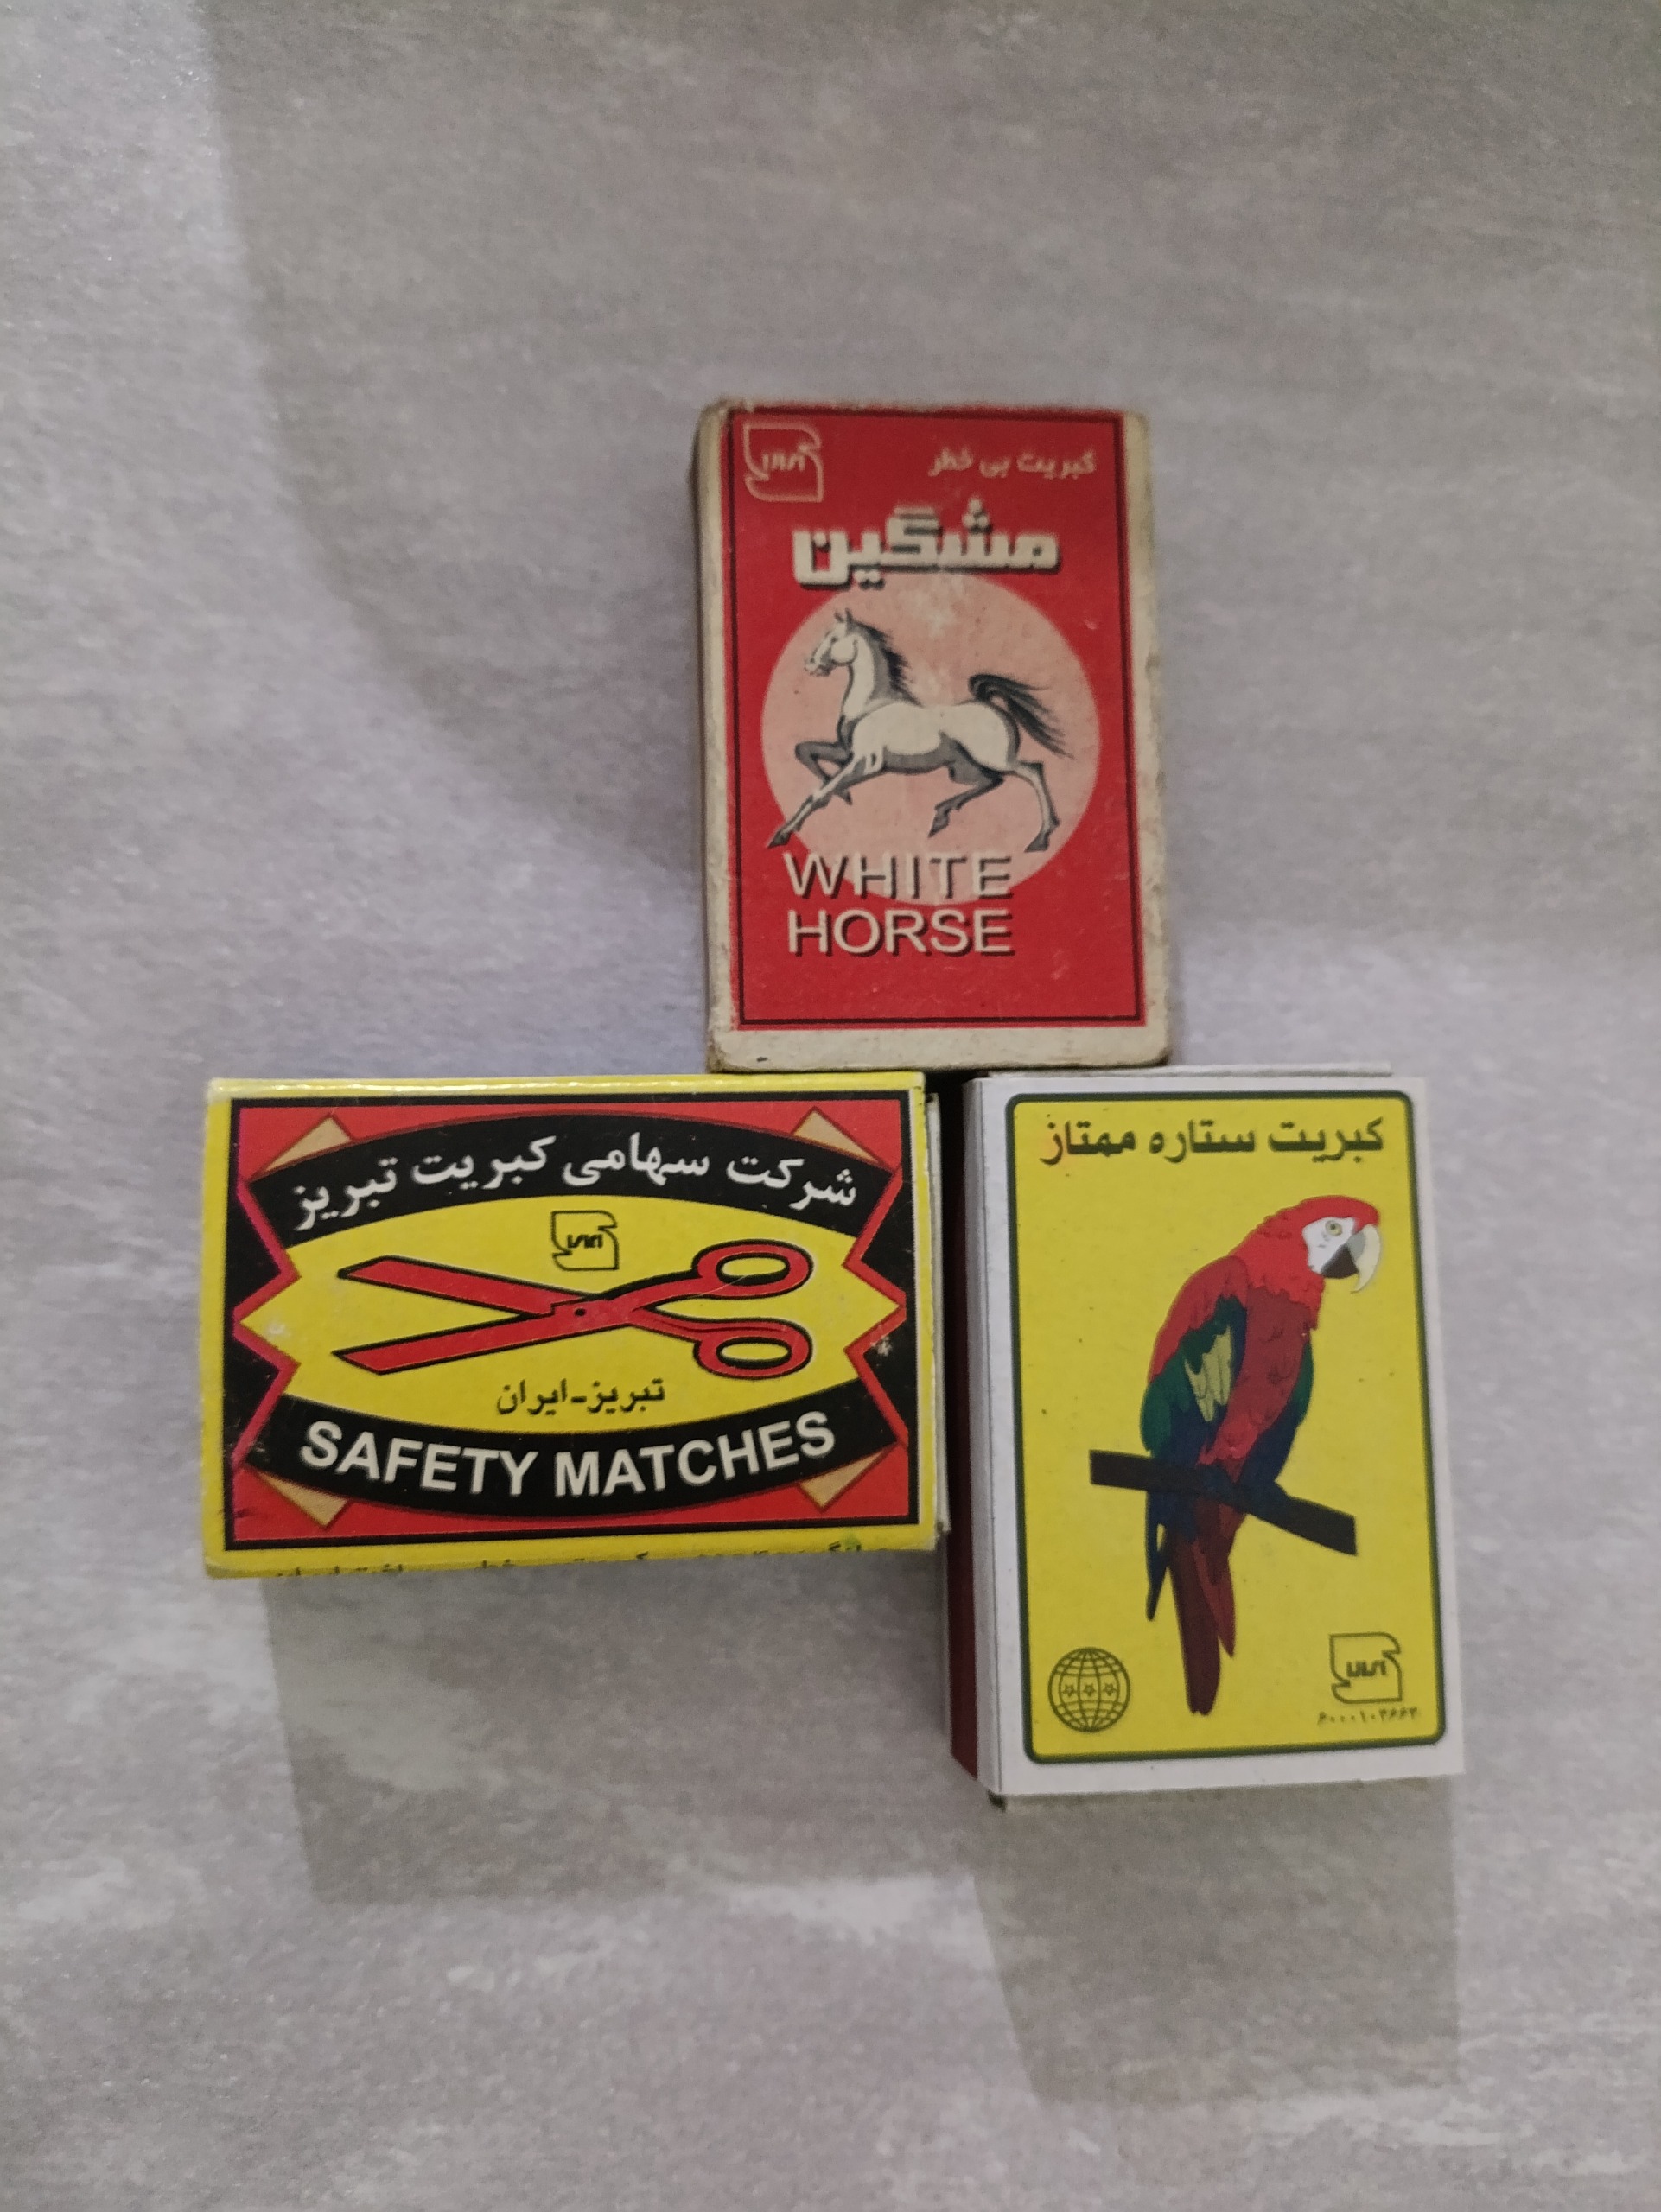 کبریت بی خطر
مشگین
WHITE
HORSE
شرکت سهامی کبریت تبریز
تبریز-ایران
SAFETY MATCHES
کبریت ستاره ممتاز